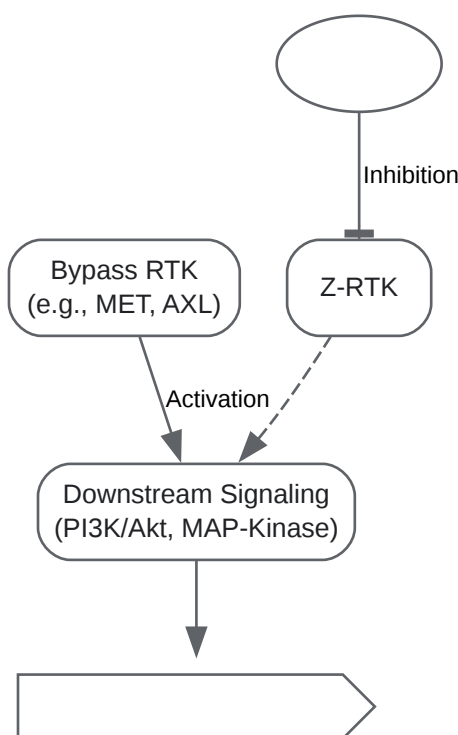 Inhibition
Bypass RTK
(e.g., MET, AXL)
Z-RTK
Activation
Downstream Signaling
(PI3K/Akt, MAP-Kinase)